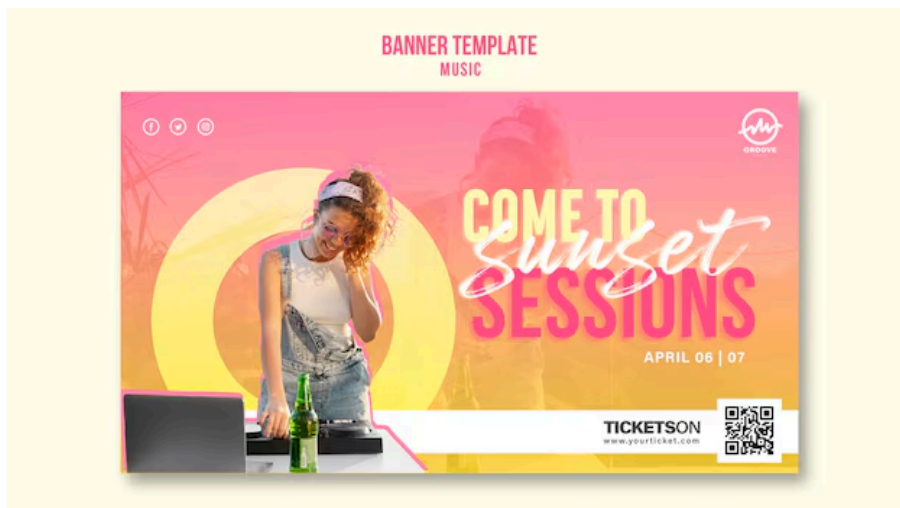 BANNER TEMPLATE
MUSIC
GROOVE
COME TO
sunset
SESSIONS
APRIL 06 | 07
TICKETSON
www.yourticket.com